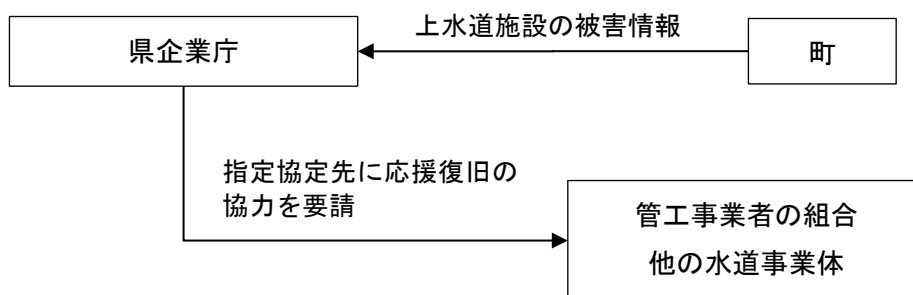 上水道施設の被害情報
県企業庁
町
指定協定先に応援復旧の
協力を要請
管工事業者の組合
他の水道事業体